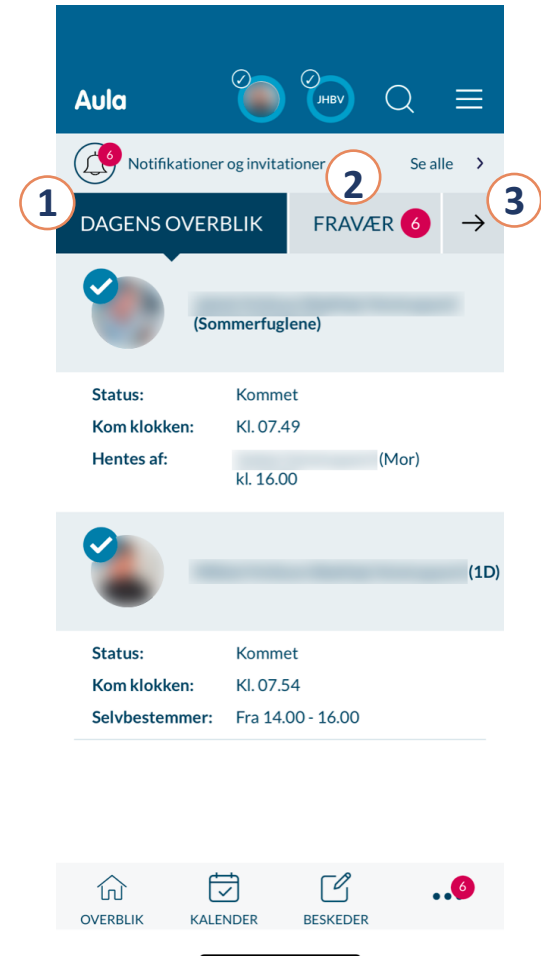 Aula
JHBV
6
Notifikationer og invitationer
Se alle
1
2
3
DAGENS OVERBLIK
FRAVÆR 6
(Sommerfuglene)
Status: Kommet
Kom klokken: Kl. 07.49
Hentes af: (Mor)
kl. 16.00
(1D)
Status: Kommet
Kom klokken: Kl. 07.54
Selvbestemmer: Fra 14.00 - 16.00
6
OVERBLIK
KALENDER
BESKEDER